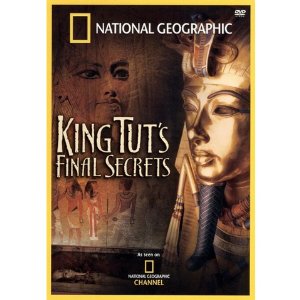 NATIONAL GEOGRAPHIC
DVD
KING TUT'S
FINAL SECRETS
As seen on
NATIONAL GEOGRAPHIC
CHANNEL